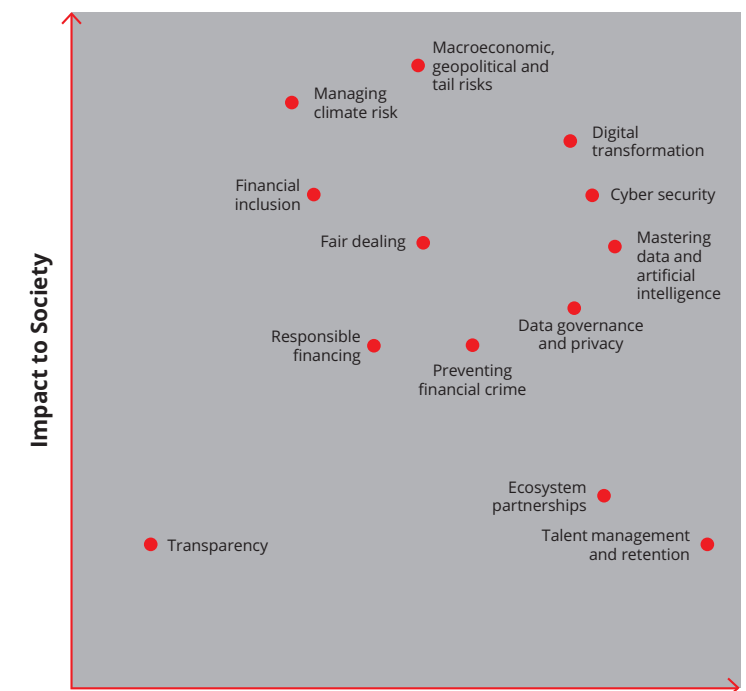 Macroeconomic,
geopolitical and
tail risks
Managing
climate risk
Digital
transformation
Financial
inclusion
Cyber security
Fair dealing
Mastering
data and
artificial
intelligence
Data governance
and privacy
Responsible
financing
Preventing
financial crime
Ecosystem
partnerships
Talent management
and retention
Transparency
Impact to Society